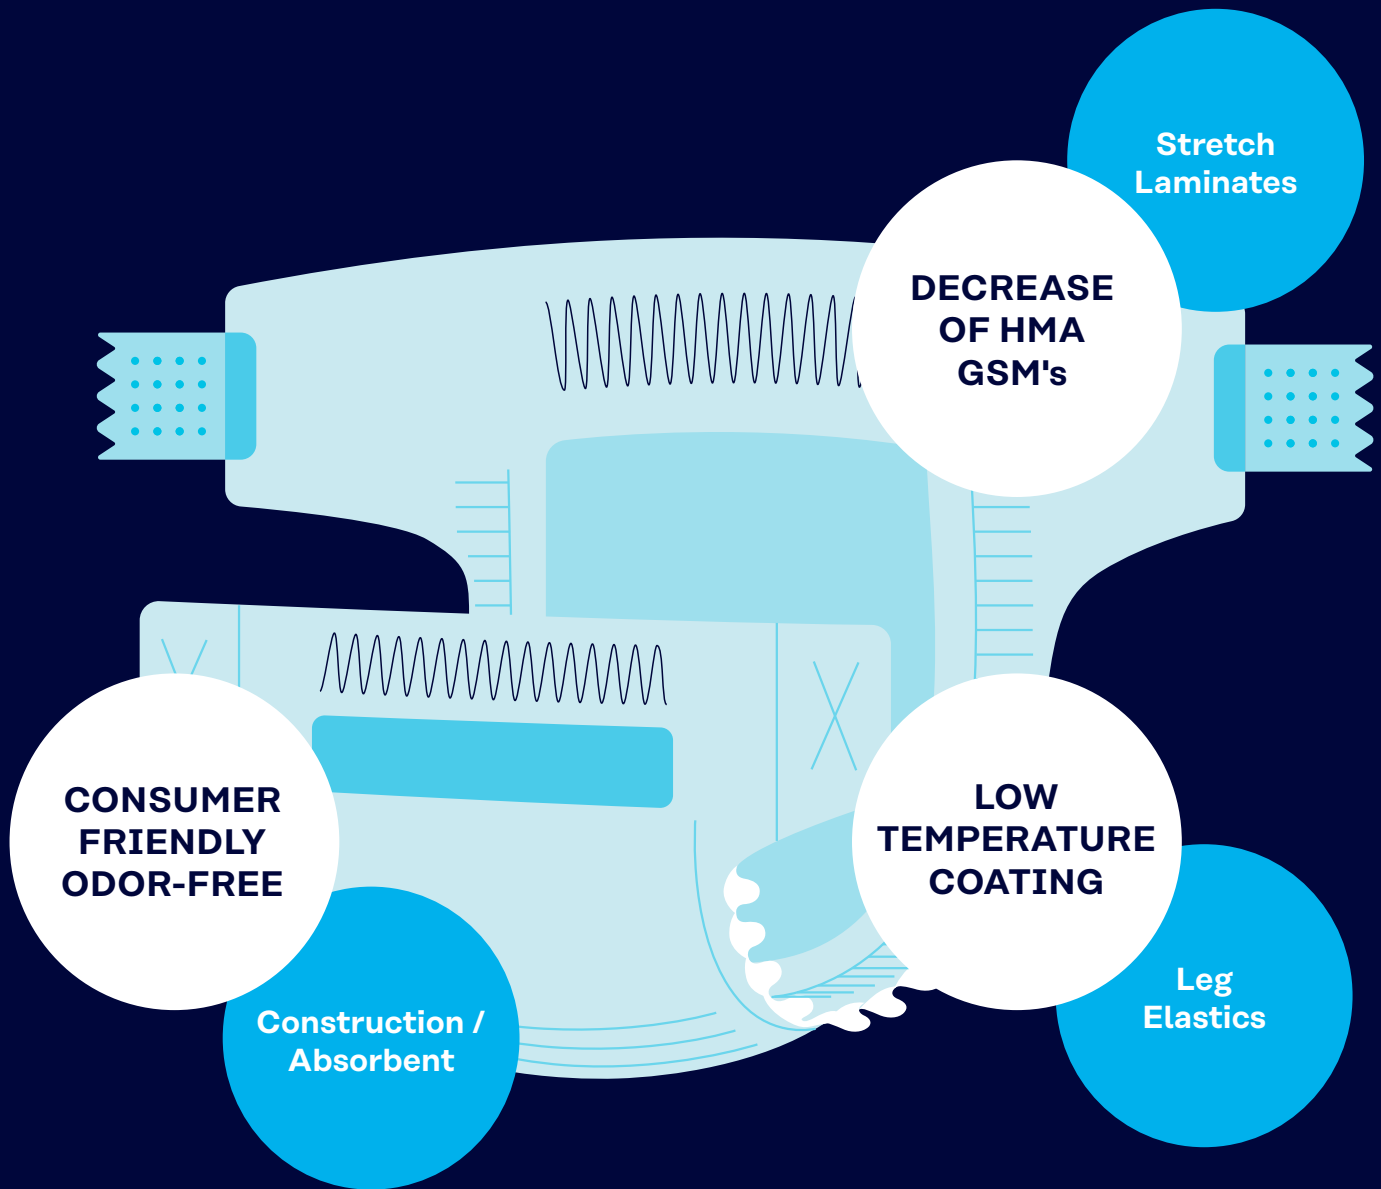 Stretch
Laminates
DECREASE
OF HMA
GSM's
CONSUMER
FRIENDLY
ODOR-FREE
LOW
TEMPERATURE
COATING
Construction /
Absorbent
Leg
Elastics